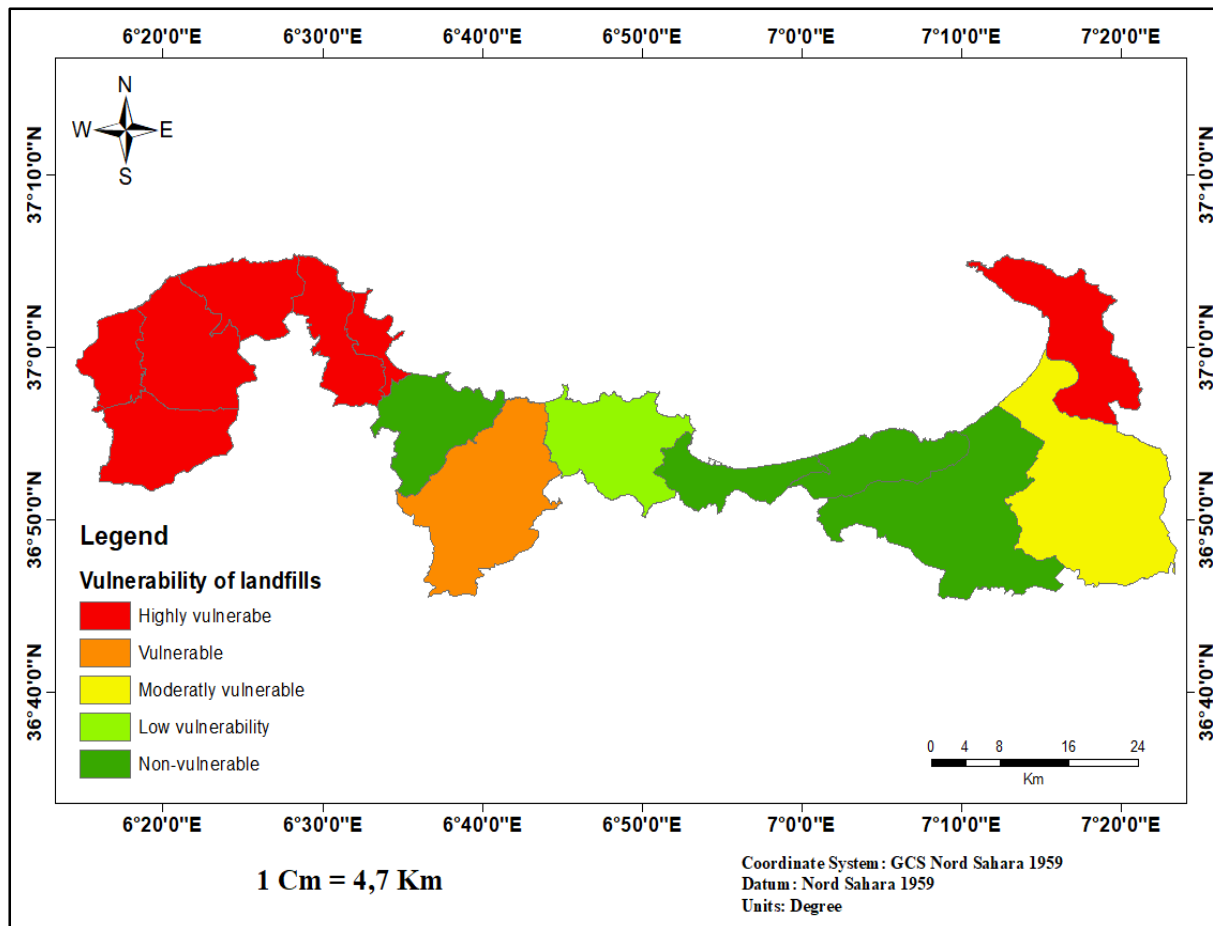 6°20'0"E 6°30'0"E 6°40'0"E 6°50'0"E 7°0'0"E 7°10'0"E 7°20'0"E
N
W E
S
37°10'0"N 37°10'0"N
37°0'0"N 37°0'0"N
36°50'0"N 36°50'0"N
36°40'0"N 36°40'0"N
Legend
Vulnerability of landfills
Highly vulnerabe
Vulnerable
Moderatly vulnerable
Low vulnerability
Non-vulnerable
0 4 8 16 24
Km
6°20'0"E 6°30'0"E 6°40'0"E 6°50'0"E 7°0'0"E 7°10'0"E 7°20'0"E
1 Cm = 4,7 Km
Coordinate System: GCS Nord Sahara 1959
Datum: Nord Sahara 1959
Units: Degree